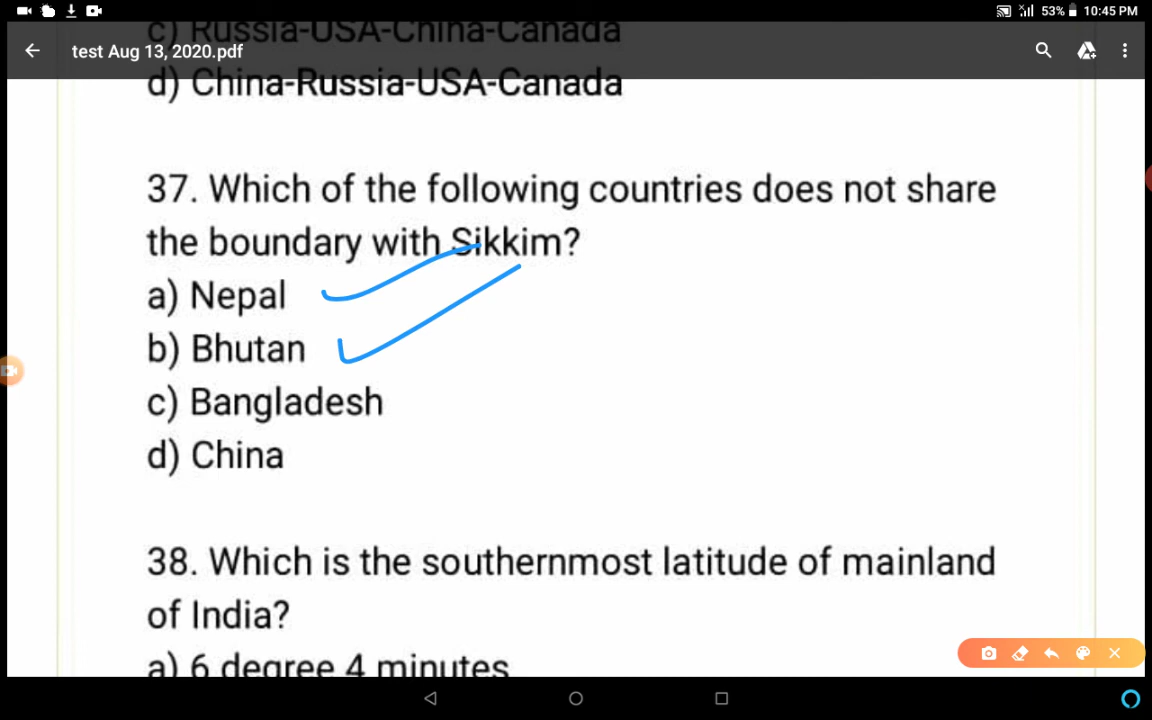 53% 10:45 PM
c) Russia-USA-China-Canada
test Aug 13, 2020.pdf
d) China-Russia-USA-Canada
37. Which of the following countries does not share
the boundary with Sikkim?
a) Nepal
b) Bhutan
c) Bangladesh
d) China
38. Which is the southernmost latitude of mainland
of India?
a) 6 degree 4 minutes